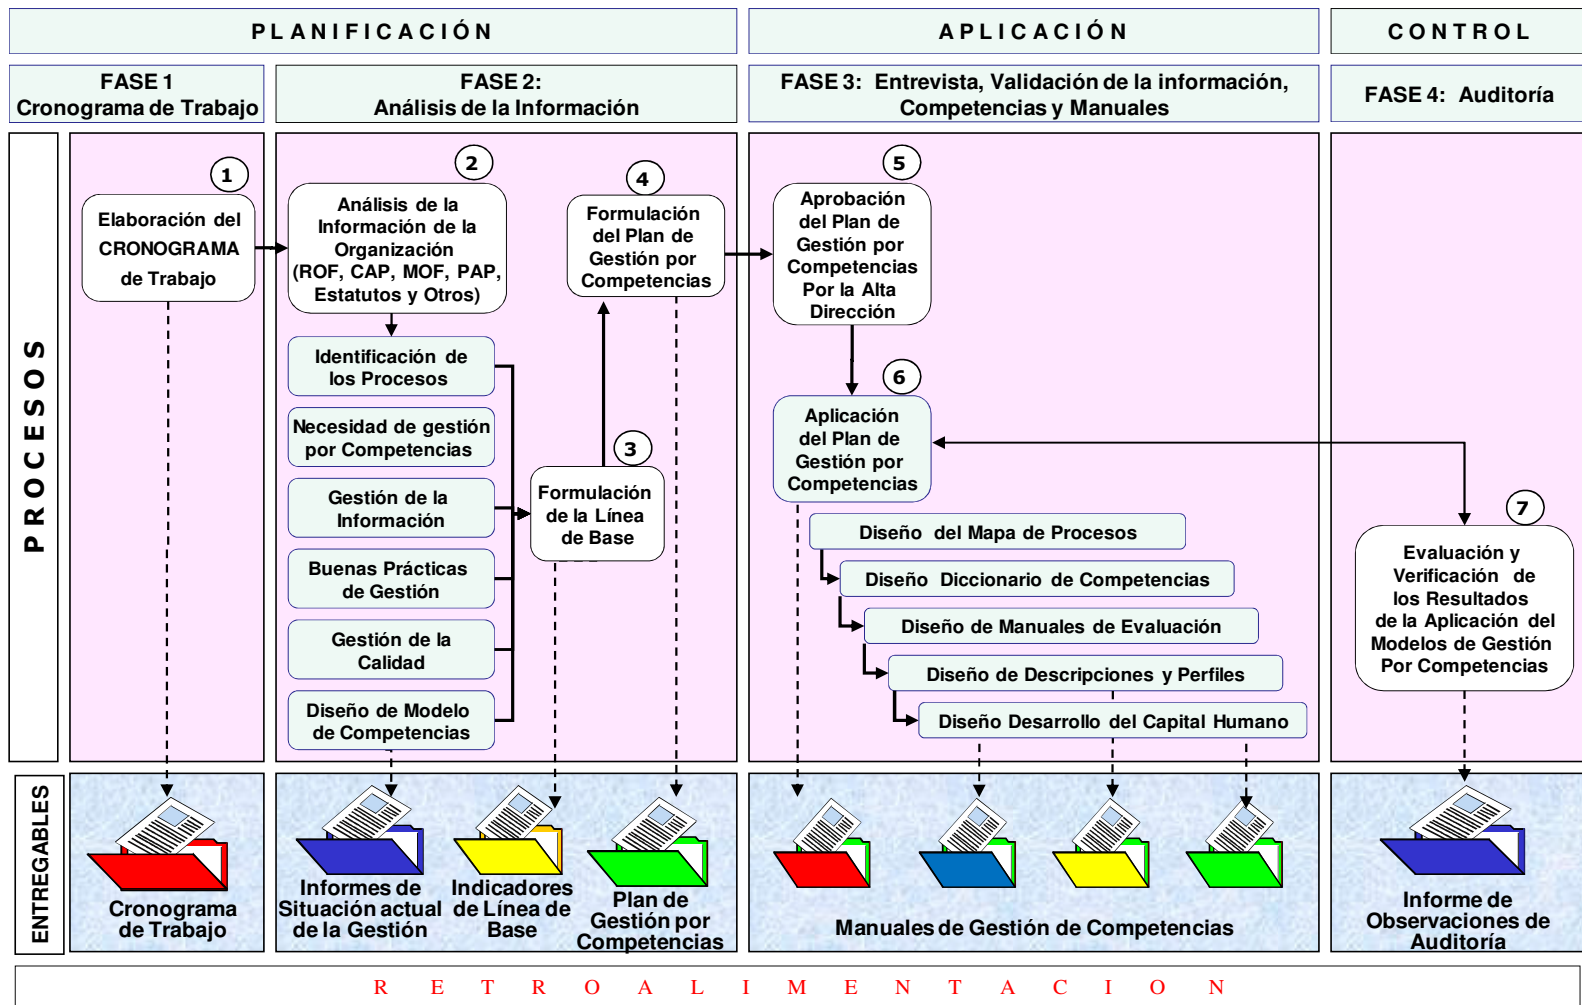 PLANIFICACIÓN
APLICACIÓN
CONTROL
FASE 1
Cronograma de Trabajo
FASE 2:
Análisis de la Información
FASE 3: Entrevista, Validación de la información,
Competencias y Manuales
FASE 4: Auditoría
PROCESOS
1
Elaboración del
CRONOGRAMA
de Trabajo
2
Análisis de la
Información de la
Organización
(ROF, CAP, MOF, PAP,
Estatutos y Otros)
Identificación de
los Procesos
Necesidad de gestión
por Competencias
Gestión de la
Información
Buenas Prácticas
de Gestión
Gestión de la
Calidad
Diseño de Modelo
de Competencias
3
Formulación
de la Línea
de Base
4
Formulación
del Plan de
Gestión por
Competencias
5
Aprobación
del Plan de
Gestión por
Competencias
Por la Alta
Dirección
6
Aplicación
del Plan de
Gestión por
Competencias
Diseño del Mapa de Procesos
Diseño Diccionario de Competencias
Diseño de Manuales de Evaluación
Diseño de Descripciones y Perfiles
Diseño Desarrollo del Capital Humano
7
Evaluación y
Verificación de
los Resultados
de la Aplicación del
Modelos de Gestión
Por Competencias
ENTREGABLES
Cronograma
de Trabajo
Informes de
Situación actual
de la Gestión
Indicadores
de Línea de
Base
Plan de
Gestión por
Competencias
Manuales de Gestión de Competencias
Informe de
Observaciones de
Auditoría
RETROALIMENTACION